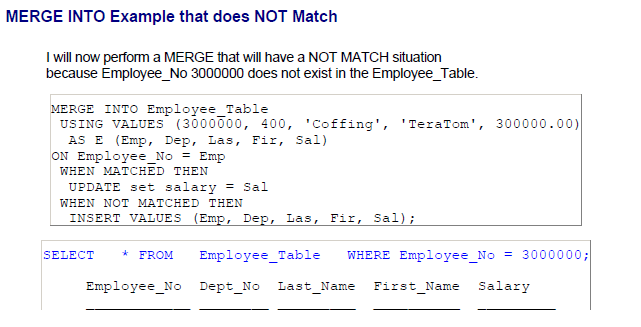 MERGE INTO Example that does NOT Match
I will now perform a MERGE that will have a NOT MATCH situation
because Employee_No 3000000 does not exist in the Employee_Table.
MERGE INTO Employee_Table
USING VALUES (3000000, 400, 'Coffing', 'TeraTom', 300000.00)
AS E (Emp, Dep, Las, Fir, Sal)
ON Employee_No = Emp
WHEN MATCHED THEN
UPDATE set salary = Sal
WHEN NOT MATCHED THEN
INSERT VALUES (Emp, Dep, Las, Fir, Sal);
SELECT * FROM Employee_Table WHERE Employee_No = 3000000;
Employee_No Dept_No Last_Name First_Name Salary